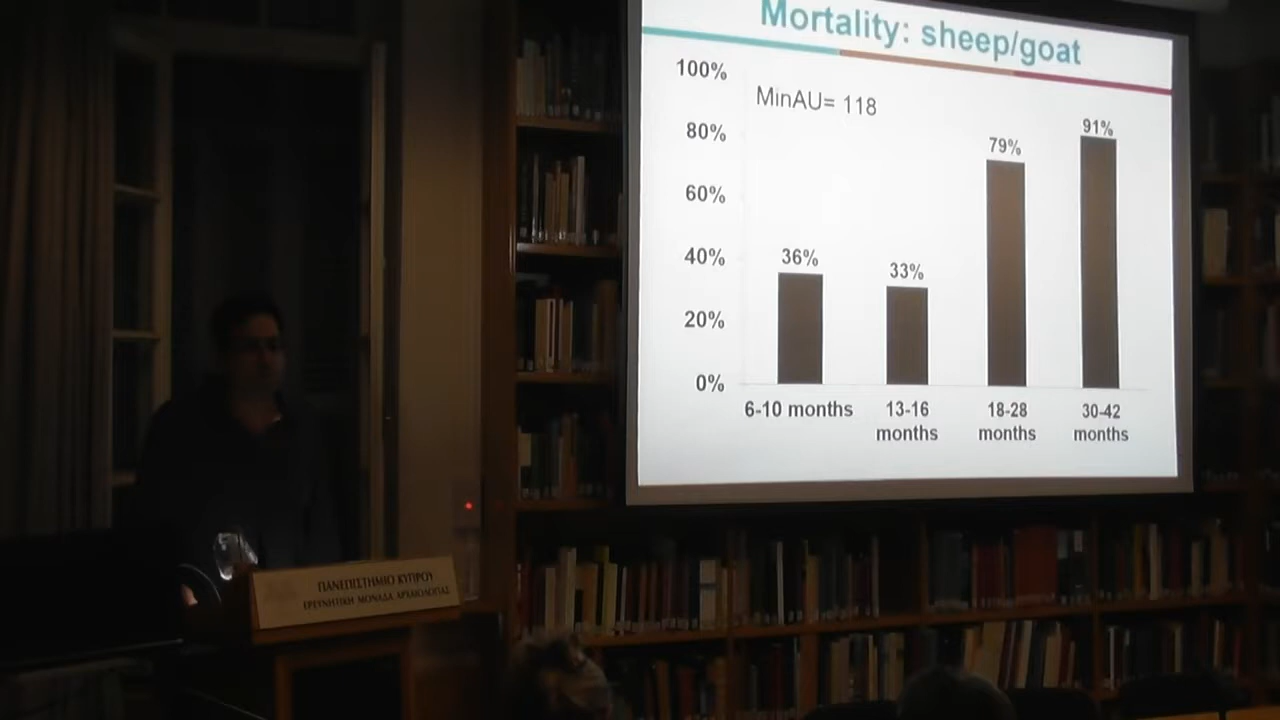 Mortality: sheep/goat
100%
MinAU= 118
80%
60%
40%
20%
0%
36%
33%
79%
91%
6-10 months
13-16
months
18-28
months
30-42
months
ΠΑΝΕΠΙΣΤΗΜΙΟ ΚΥΠΡΟΥ
ΕΡΕΥΝΗΤΙΚΗ ΜΟΝΑΔΑ ΑΡΧΑΙΟΛΟΓΙΑΣ